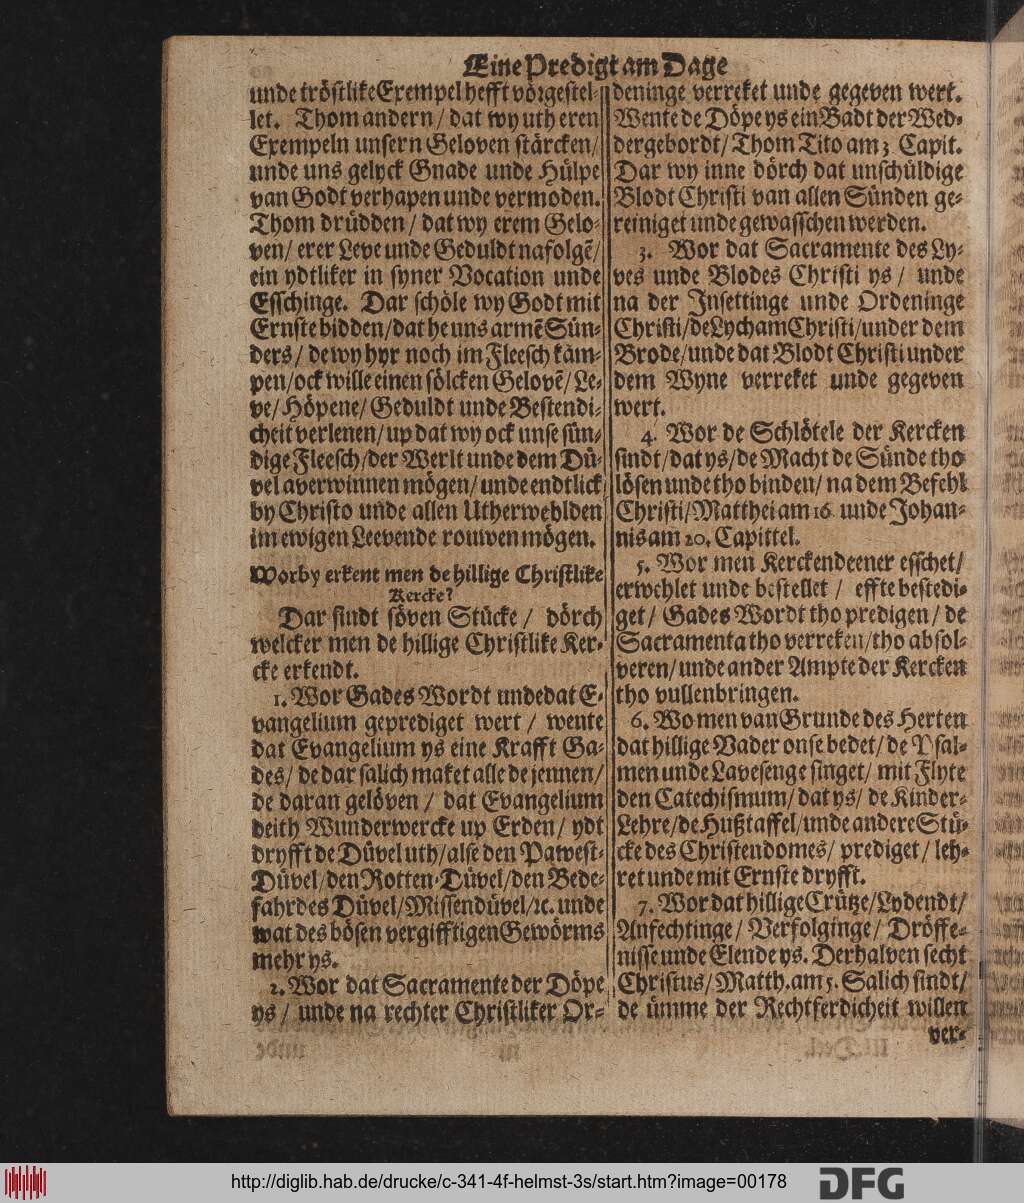 Eine Predigt am Dage
unde tröstlike Exempel hefft vörgestel-
let. Thom andern / dat wy uth eren
Exempeln unsern Geloven stärcken /
unde uns gelyck Gnade unde Hülpe
van Godt verhapen unde vermoden.
Thom drüdden / dat wy erem Gelo-
ven / erer Leve unde Geduldt nafolgē /
ein ydtliker in syner Vocation unde
Esschinge. Dar schöle wy Godt mit
Ernste bidden / dat he uns armē Sün-
ders / de wy hyr noch im Fleesch käm-
pen / ock wille einen sölcken Gelovē / Le-
ve / Höpene / Geduldt unde Bestendi-
cheit verlenen / up dat wy ock unse sün-
dige Fleesch / der Werlt unde dem Dü-
vel averwinnen mögen / unde endtlick
by Christo unde allen Utherwehlden
im ewigen Leevende rouwen mögen.
Worby erkent men de hillige Christlike
Kercke?
Dar sindt söven Stücke / dörch
welcker men de hillige Christlike Ker-
cke erkendt.
1. Wor Gades Wordt unde dat E-
vangelium geprediget wert / wente
dat Evangelium ys eine Krafft Ga-
des / de dar salich maket alle de jennen /
de daran gelöven / dat Evangelium
deith Wunderwercke up Erden / ydt
dryfft de Düvel uth / alse den Pawest-
Düvel / den Rotten-Düvel / den Bede-
fahrdes Düvel / Missendüvel / ꝛc. unde
wat des bösen vergifftigen Gewörms
mehr ys.
2. Wor dat Sacramente der Döpe
ys / unde na rechter Christliker Or-
deninge verreket unde gegeven wert.
Wente de Döpe ys ein Badt der Wed-
dergebordt / Thom Tito am 3 Capit.
Dar wy inne dörch dat unschüldige
Blodt Christi van allen Sünden ge-
reiniget unde gewasschen werden.
3. Wor dat Sacramente des Ly-
ves unde Blodes Christi ys / unde
na der Insettinge unde Ordeninge
Christi / de Lycham Christi / under dem
Brode / unde dat Blodt Christi under
dem Wyne verreket unde gegeven
wert.
4. Wor de Schlötele der Kercken
sindt / dat ys / de Macht de Sünde tho
lösen unde tho binden / na dem Befehl
Christi / Matthei am 16 unde Johan-
nis am 20. Capittel.
5. Wor men Kerckendeener esschet /
erwehlet unde bestellet / effte bestedi-
get / Gades Wordt tho predigen / de
Sacramenta tho verreken / tho absol-
veren / unde ander Ampte der Kercken
tho vullenbringen.
6. Wo men van Grunde des Herten
dat hillige Vader onse bedet / de Psal-
men unde Lavesenge singet / mit Flyte
den Catechismum / dat ys / de Kinder-
Lehre / de Hußtaffel / unde andere Stü-
cke des Christendomes / prediget / leh-
ret unde mit Ernste dryfft.
7. Wor dat hillige Crütze / Lydendt /
Anfechtinge / Verfolginge / Dröffe-
nisse unde Elende ys. Derhalven secht
Christus / Matth. am 5. Salich sindt /
de ümme der Rechtferdicheit willen
ver-
http://diglib.hab.de/drucke/c-341-4f-helmst-3s/start.htm?image=00178
DFG